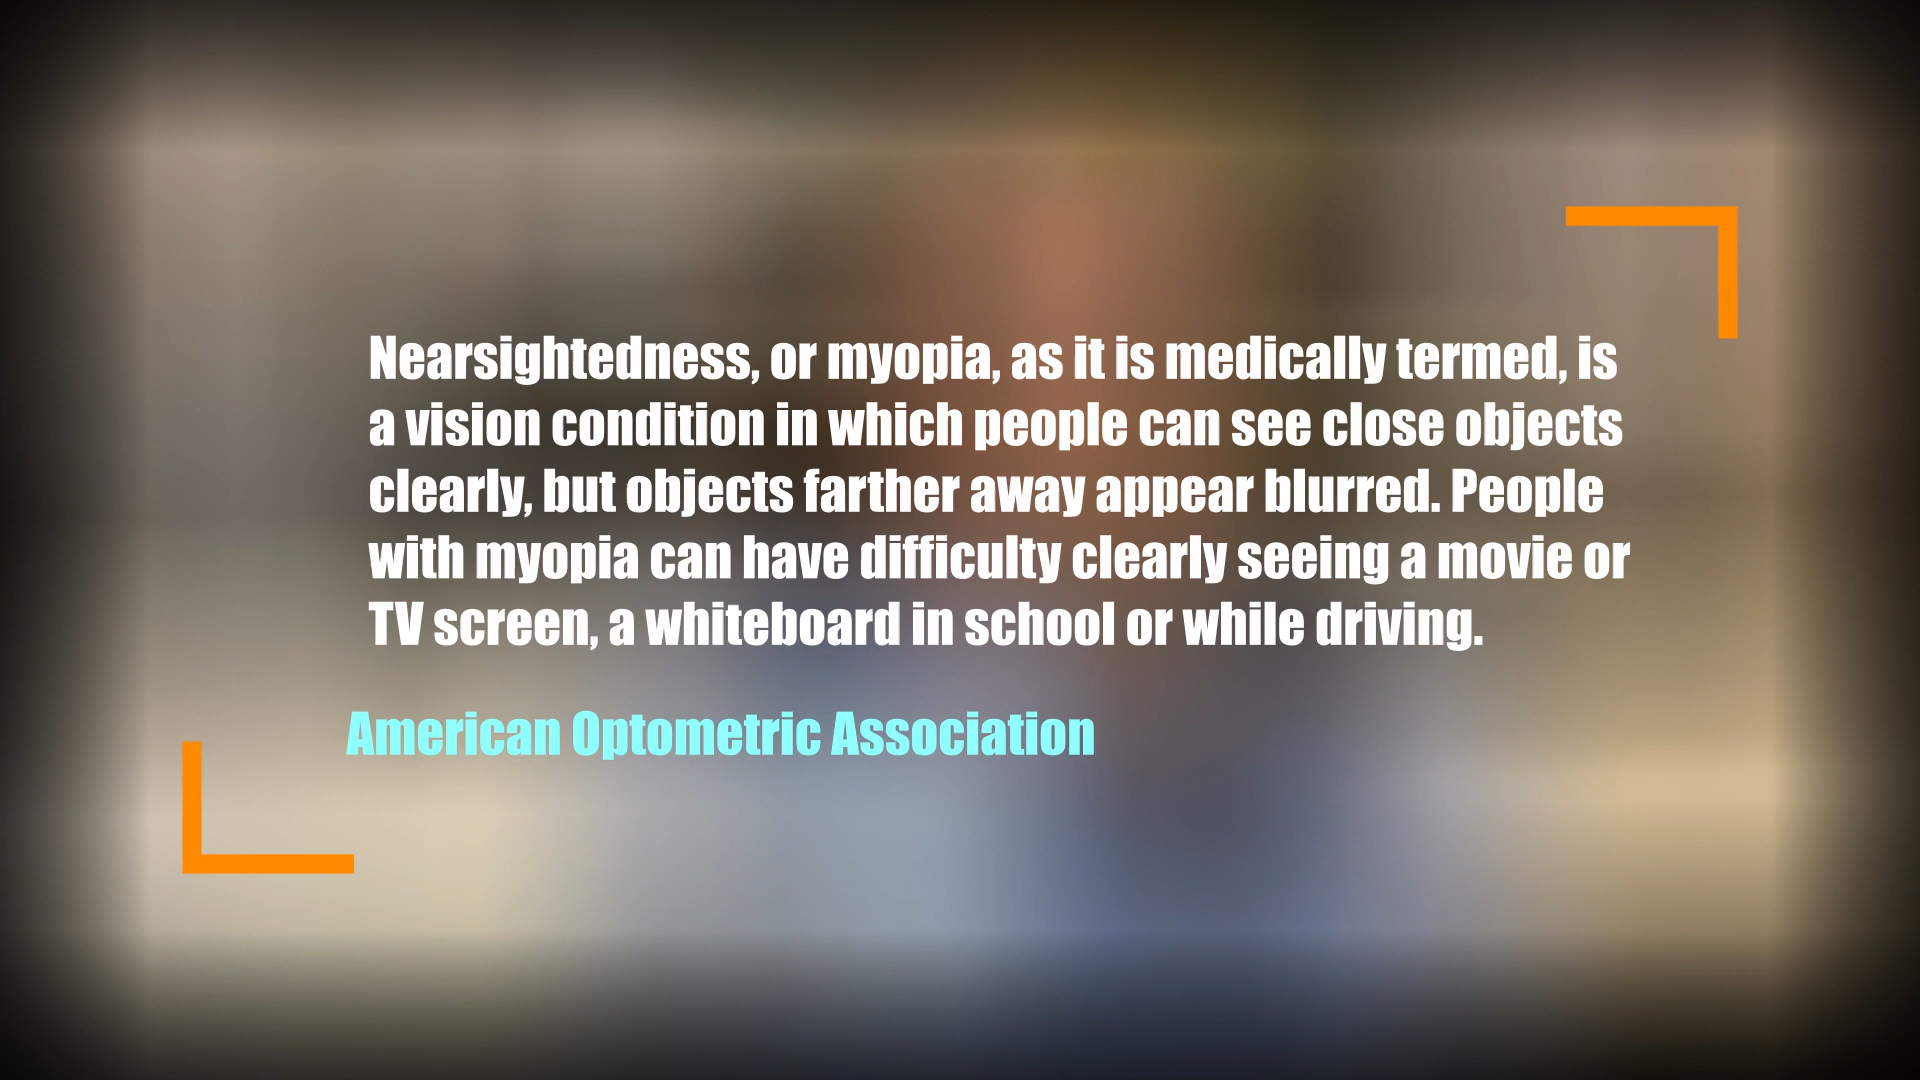 Nearsightedness, or myopia, as it is medically termed, is
a vision condition in which people can see close objects
clearly, but objects farther away appear blurred. People
with myopia can have difficulty clearly seeing a movie or
TV screen, a whiteboard in school or while driving.
American Optometric Association